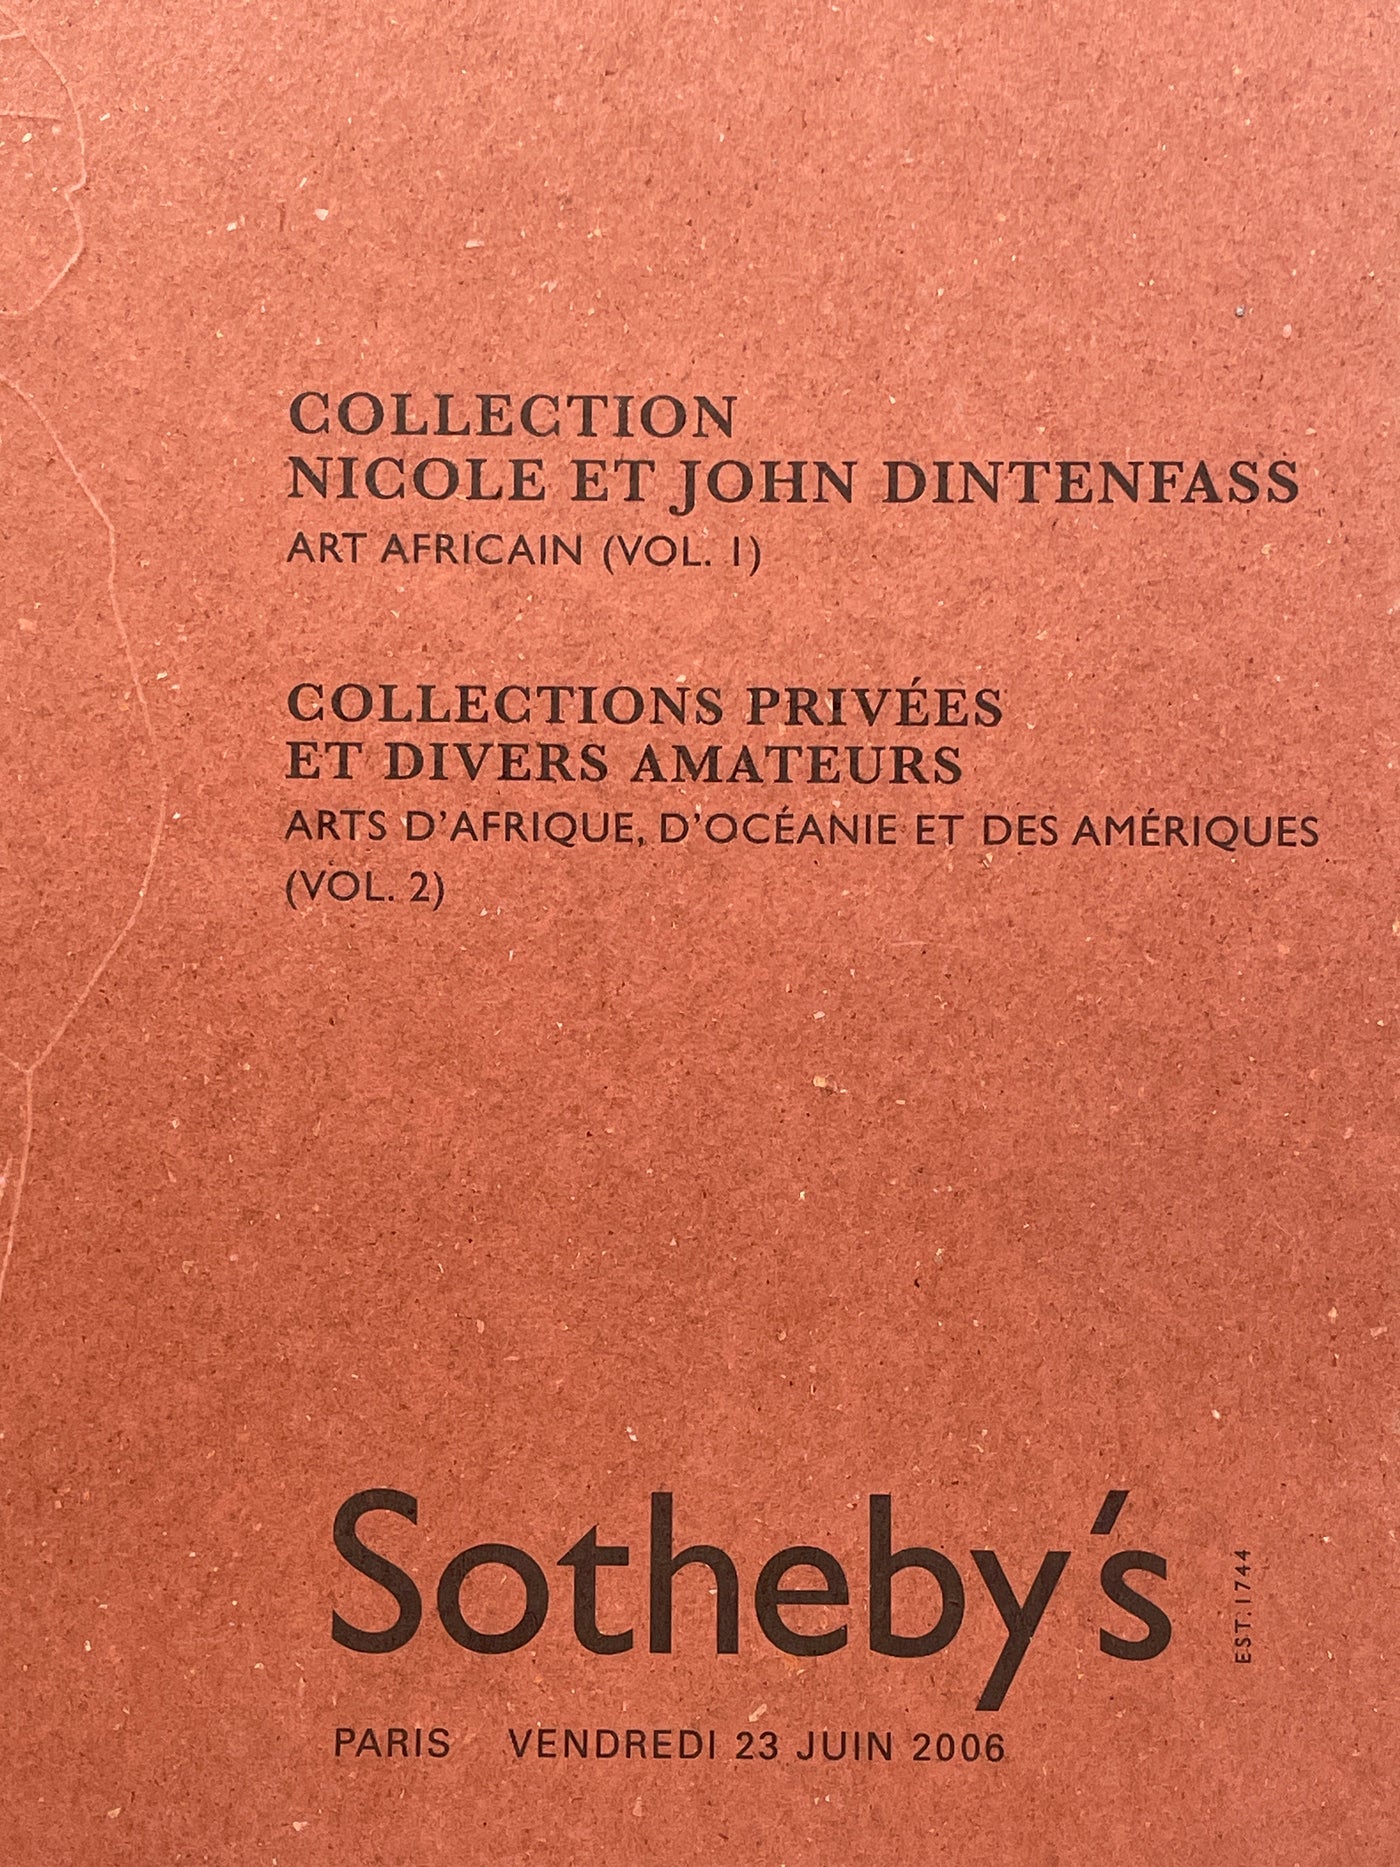 COLLECTION
NICOLE ET JOHN DINTENFASS
ART AFRICAIN (VOL. 1)
COLLECTIONS PRIVÉES
ET DIVERS AMATEURS
ARTS D'AFRIQUE, D'OCÉANIE ET DES AMÉRIQUES
(VOL. 2)
Sotheby's
EST. 1744
PARIS VENDREDI 23 JUIN 2006